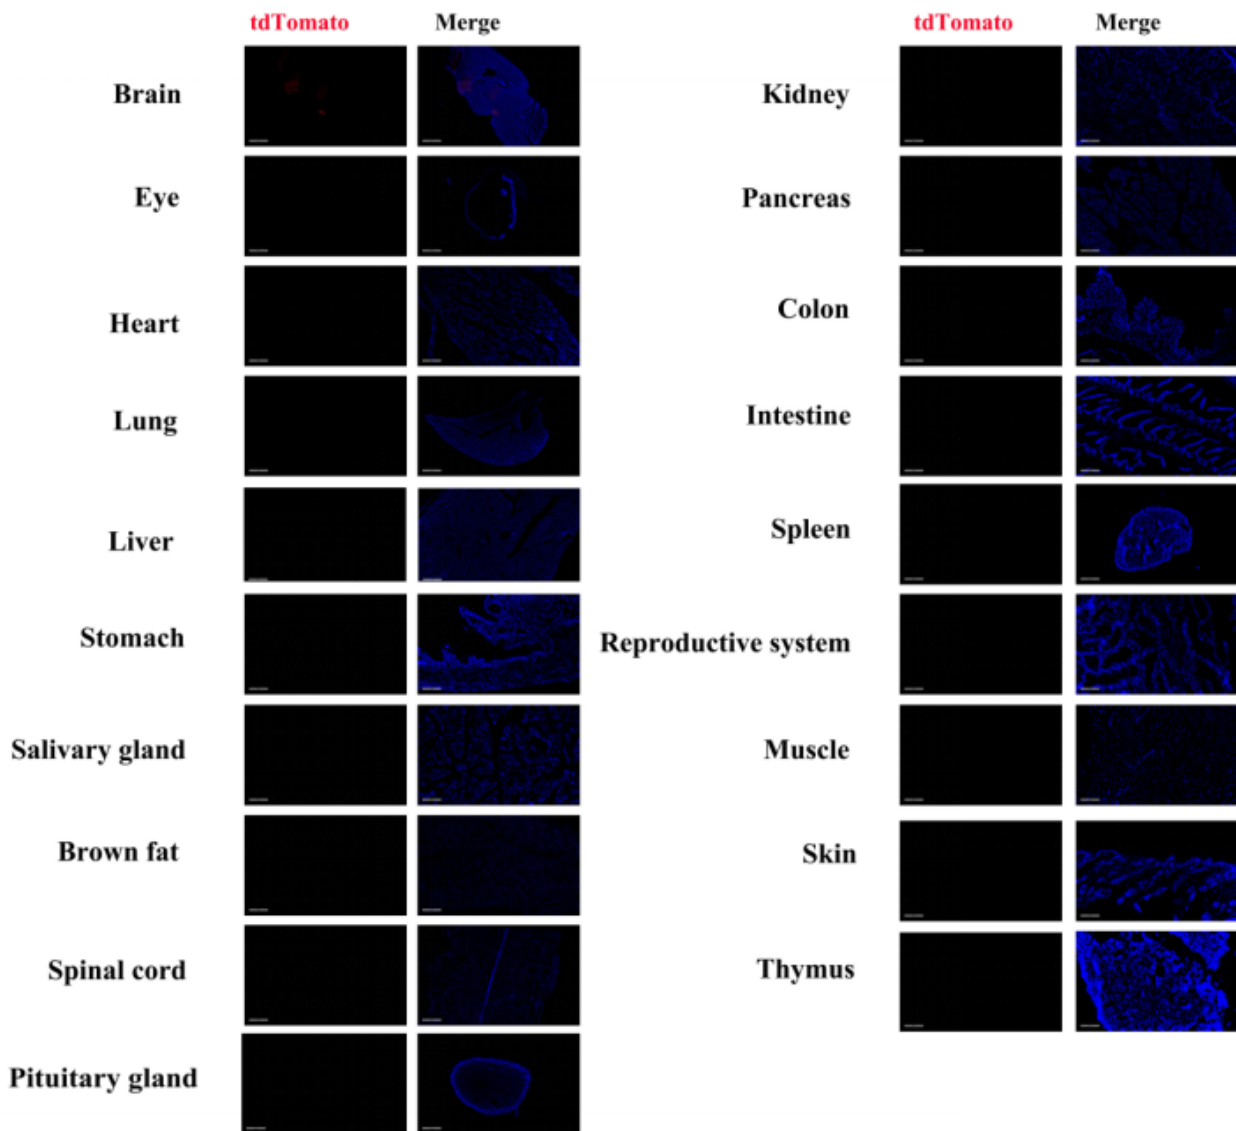 tdTomato Merge tdTomato Merge
Brain Kidney
Eye Pancreas
Heart Colon
Lung Intestine
Liver Spleen
Stomach Reproductive system
Salivary gland Muscle
Brown fat Skin
Spinal cord Thymus
Pituitary gland